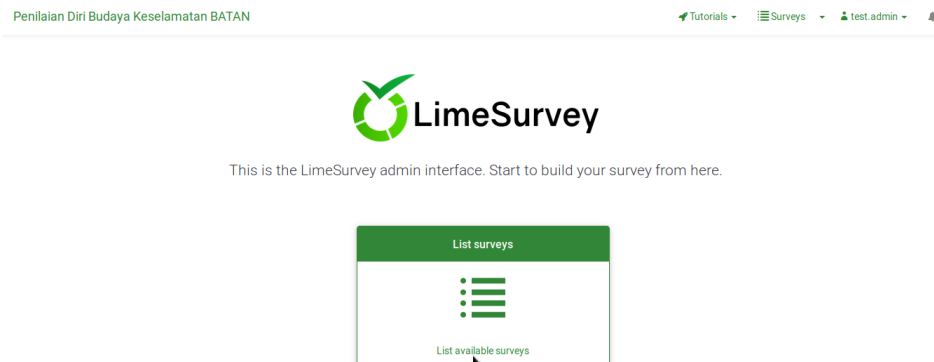 Penilaian Diri Budaya Keselamatan BATAN
Tutorials
Surveys
test.admin
LimeSurvey
This is the LimeSurvey admin interface. Start to build your survey from here.
List surveys
List available surveys